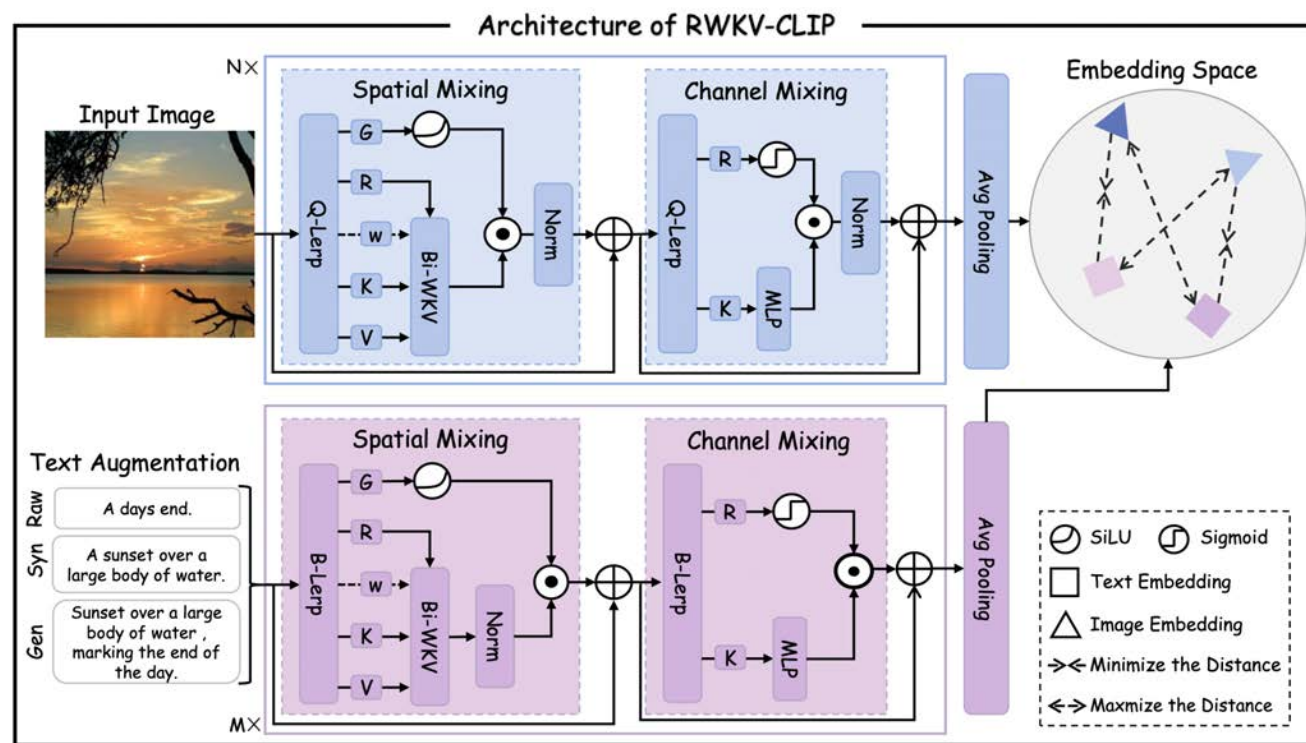 Architecture of RWKV-CLIP
N×
Input Image
Spatial Mixing
Q-Lerp
G
R
w
K
V
Bi-WKV
Norm
Channel Mixing
Q-Lerp
R
K
MLP
Norm
Avg Pooling
Embedding Space
Text Augmentation
Raw
A days end.
Syn
A sunset over a
large body of water.
Gen
Sunset over a large
body of water ,
marking the end of
the day.
M×
Spatial Mixing
B-Lerp
G
R
w
K
V
Bi-WKV
Norm
Channel Mixing
B-Lerp
R
K
MLP
Avg Pooling
SiLU
Sigmoid
Text Embedding
Image Embedding
Minimize the Distance
Maxmize the Distance